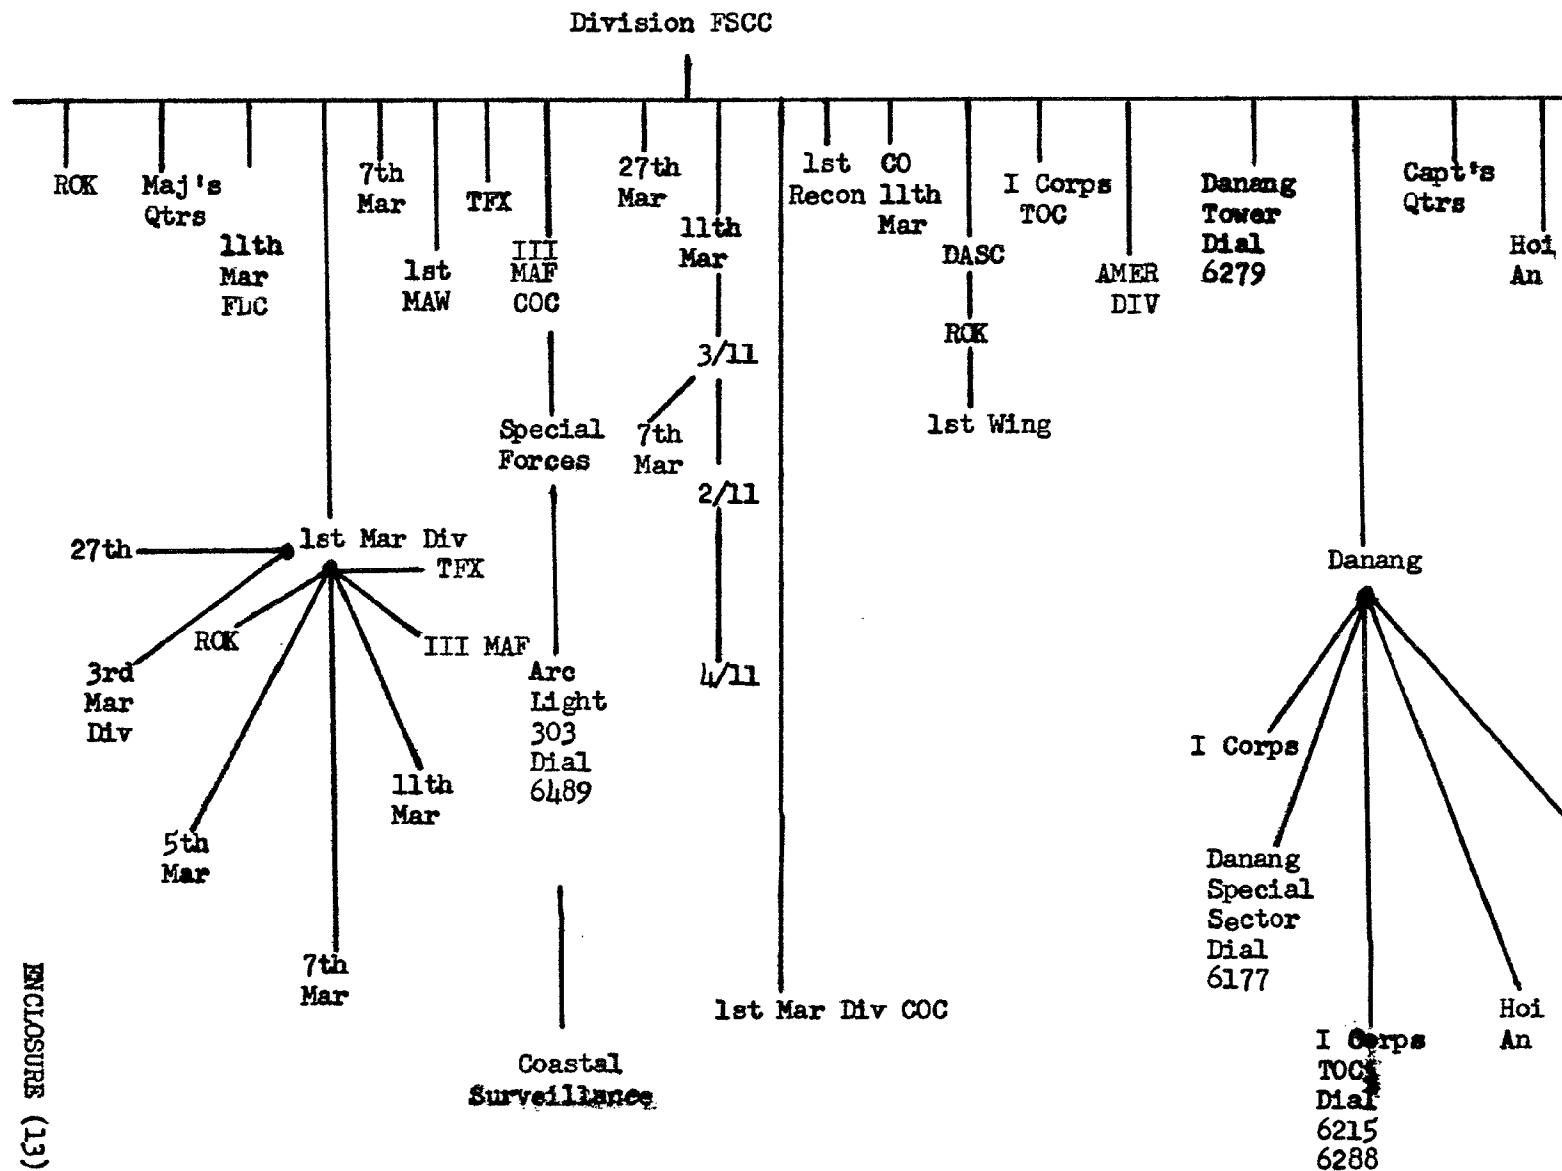 Division FSCC
ROK
Maj's
Qtrs
11th
Mar
FDC
7th
Mar
1st
MAW
TFX
III
MAF
COC
27th
Mar
11th
Mar
1st
Recon
CO
11th
Mar
DASC
I Corps
TOC
AMER
DIV
Danang
Tower
Dial
6279
Capt's
Qtrs
Hoi
An
ROK
1st Wing
3/11
7th
Mar
2/11
4/11
Special
Forces
Arc
Light
303
Dial
6489
Coastal
Surveillance
1st Mar Div
27th
TFX
ROK
III MAF
3rd
Mar
Div
11th
Mar
5th
Mar
7th
Mar
1st Mar Div COC
Danang
I Corps
Danang
Special
Sector
Dial
6177
Hoi
An
I Corps
TOC
Dial
6215
6288
ENCLOSURE (13)